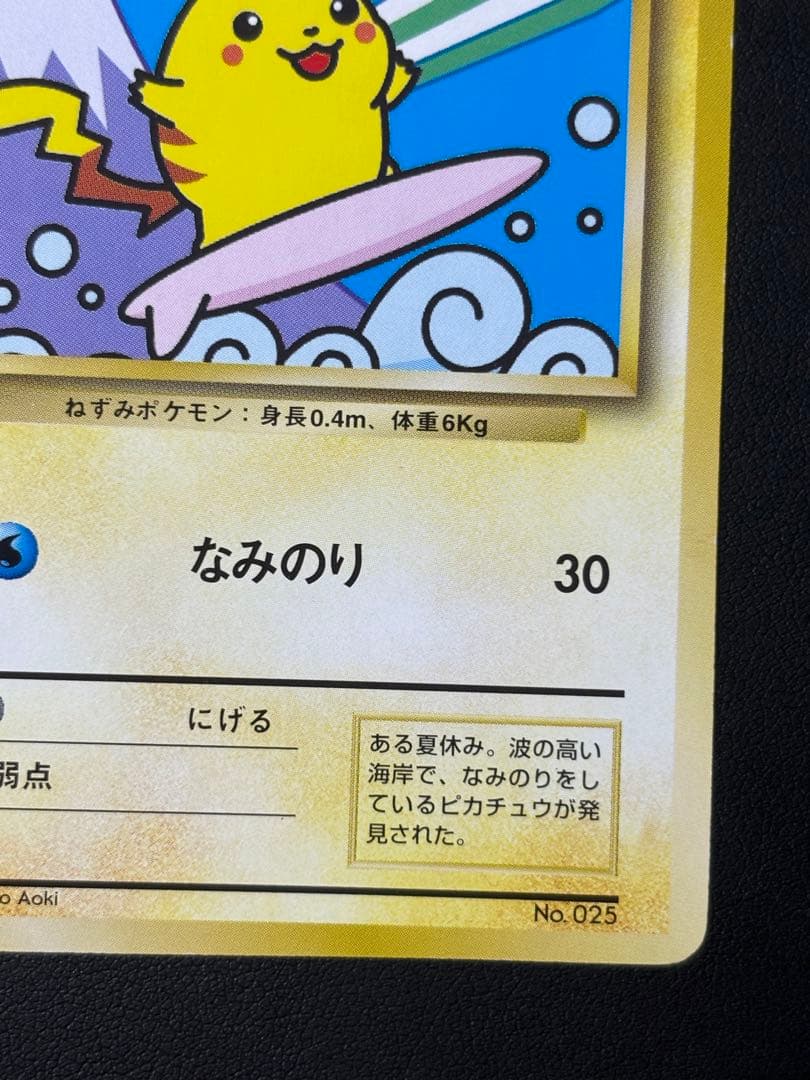 ねずみポケモン：身長0.4m、体重6Kg
なみのり 30
にげる
弱点
ある夏休み。波の高い
海岸で、なみのりをし
ているピカチュウが発
見された。
o Aoki
No. 025